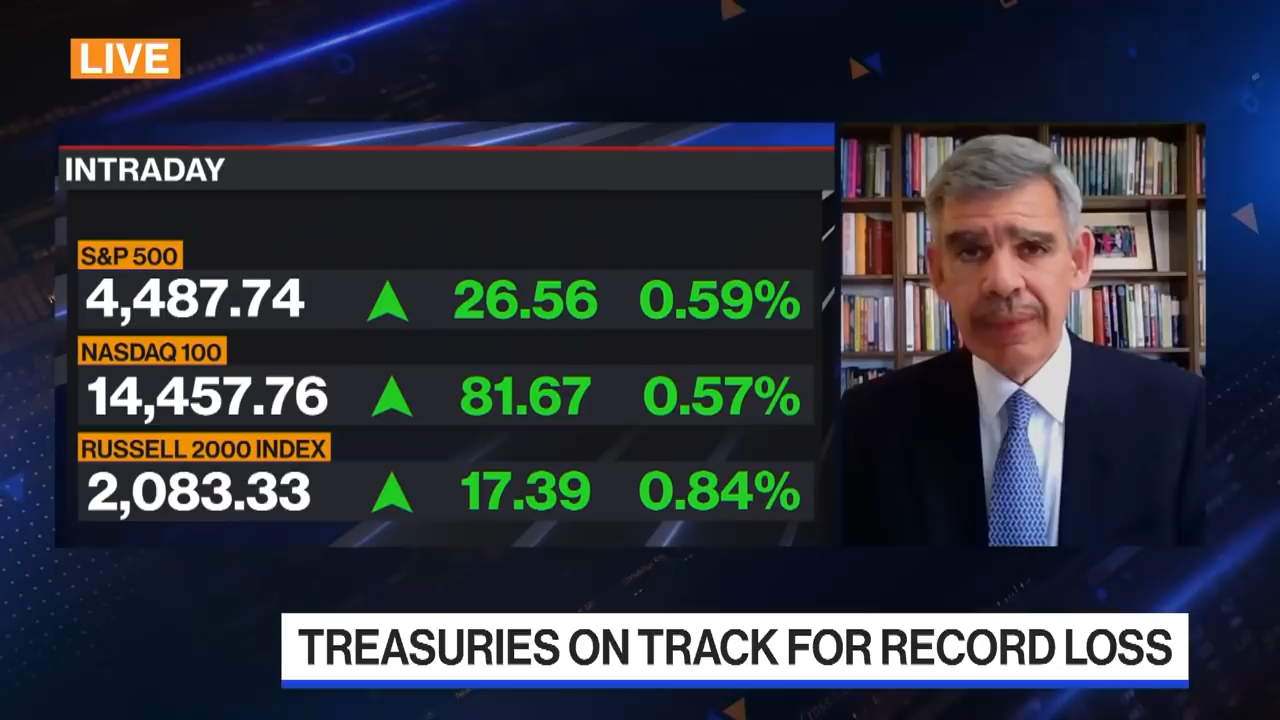 LIVE
INTRADAY
S&P 500
4,487.74 ▲ 26.56 0.59%
NASDAQ 100
14,457.76 ▲ 81.67 0.57%
RUSSELL 2000 INDEX
2,083.33 ▲ 17.39 0.84%
TREASURIES ON TRACK FOR RECORD LOSS